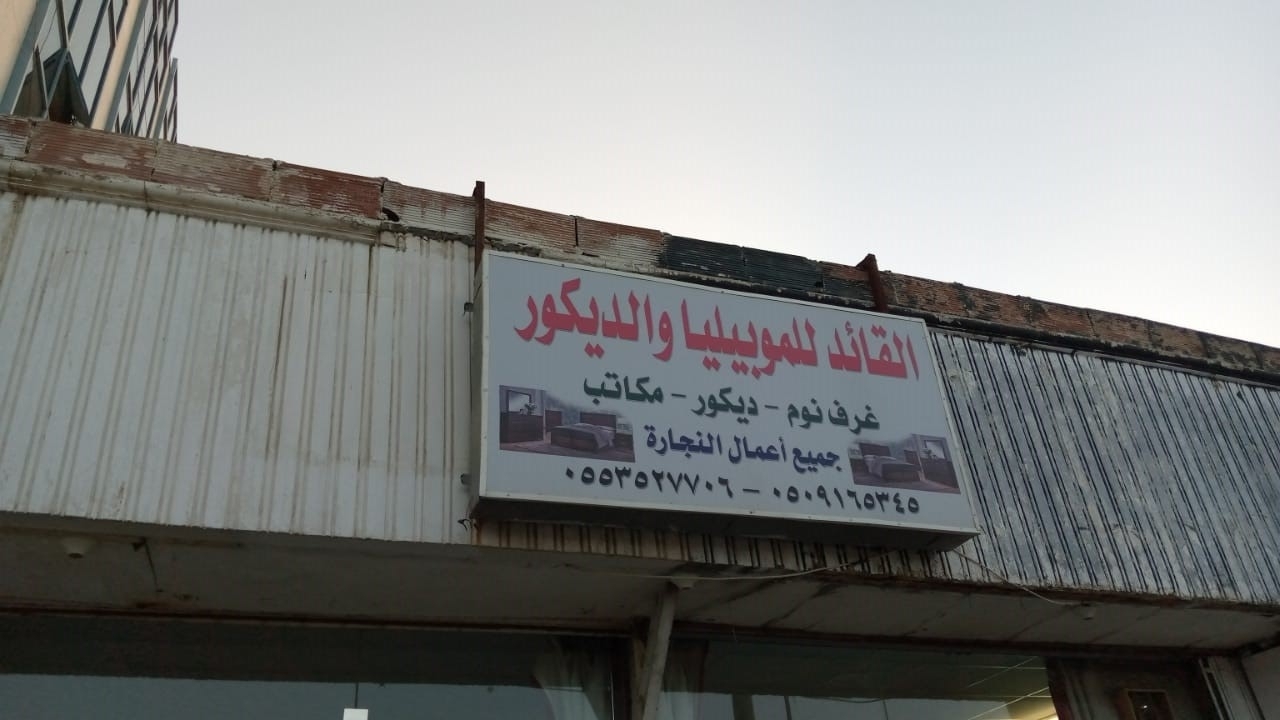 القائد للموبيليا والديكور
غرف نوم - ديكور - مكاتب
جميع أعمال النجارة
٠٥٠٩١٦٥٣٤٥ - ٠٥٥٣٥٢٧٧٠٦